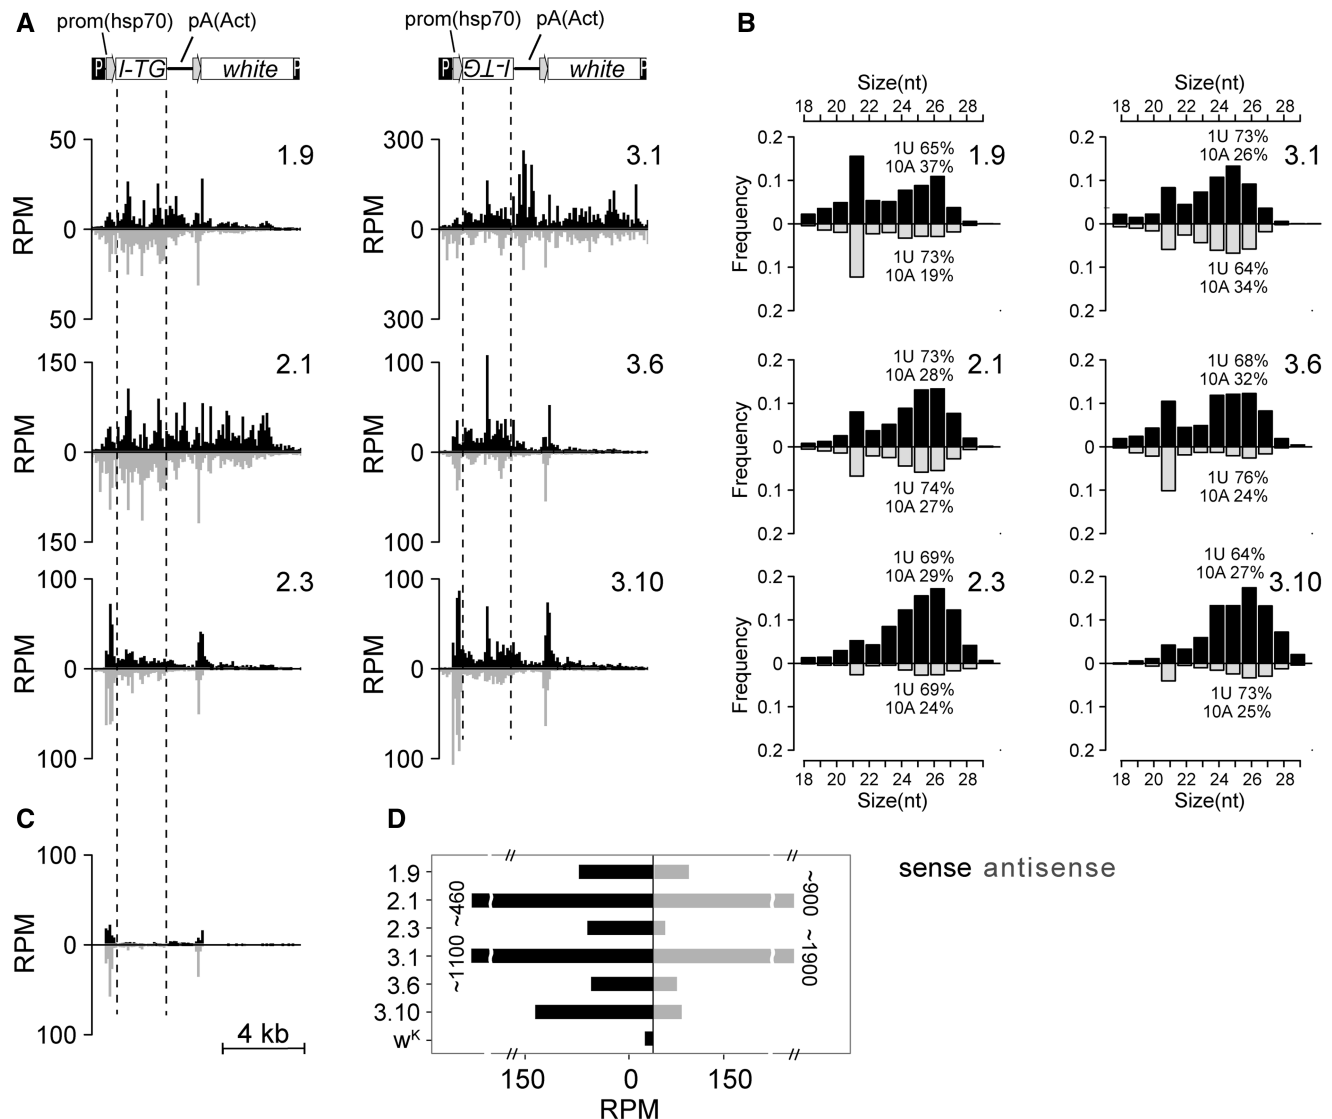 A
prom(hsp70) pA(Act)
P I-TG white P
prom(hsp70) pA(Act)
P I-TG white P
50
0
50
RPM
1.9
300
0
300
3.1
150
0
150
RPM
2.1
100
0
100
3.6
100
0
100
RPM
2.3
100
0
100
3.10
B
Size(nt)
18 20 22 24 26 28
Size(nt)
18 20 22 24 26 28
0.2
0.1
0
0.1
0.2
Frequency
1U 65%
10A 37%
1.9
1U 73%
10A 19%
0.2
0.1
0
0.1
0.2
1U 73%
10A 26%
3.1
1U 64%
10A 34%
0.2
0.1
0
0.1
0.2
Frequency
1U 73%
10A 28%
2.1
1U 74%
10A 27%
0.2
0.1
0
0.1
0.2
1U 68%
10A 32%
3.6
1U 76%
10A 24%
0.2
0.1
0
0.1
0.2
Frequency
1U 69%
10A 29%
2.3
1U 69%
10A 24%
0.2
0.1
0
0.1
0.2
1U 64%
10A 27%
3.10
1U 73%
10A 25%
18 20 22 24 26 28
Size(nt)
18 20 22 24 26 28
Size(nt)
C
100
0
100
RPM
4 kb
D
1.9
2.1
2.3
3.1
3.6
3.10
wK
~460
~1100
~900
~1900
150 0 150
RPM
sense antisense